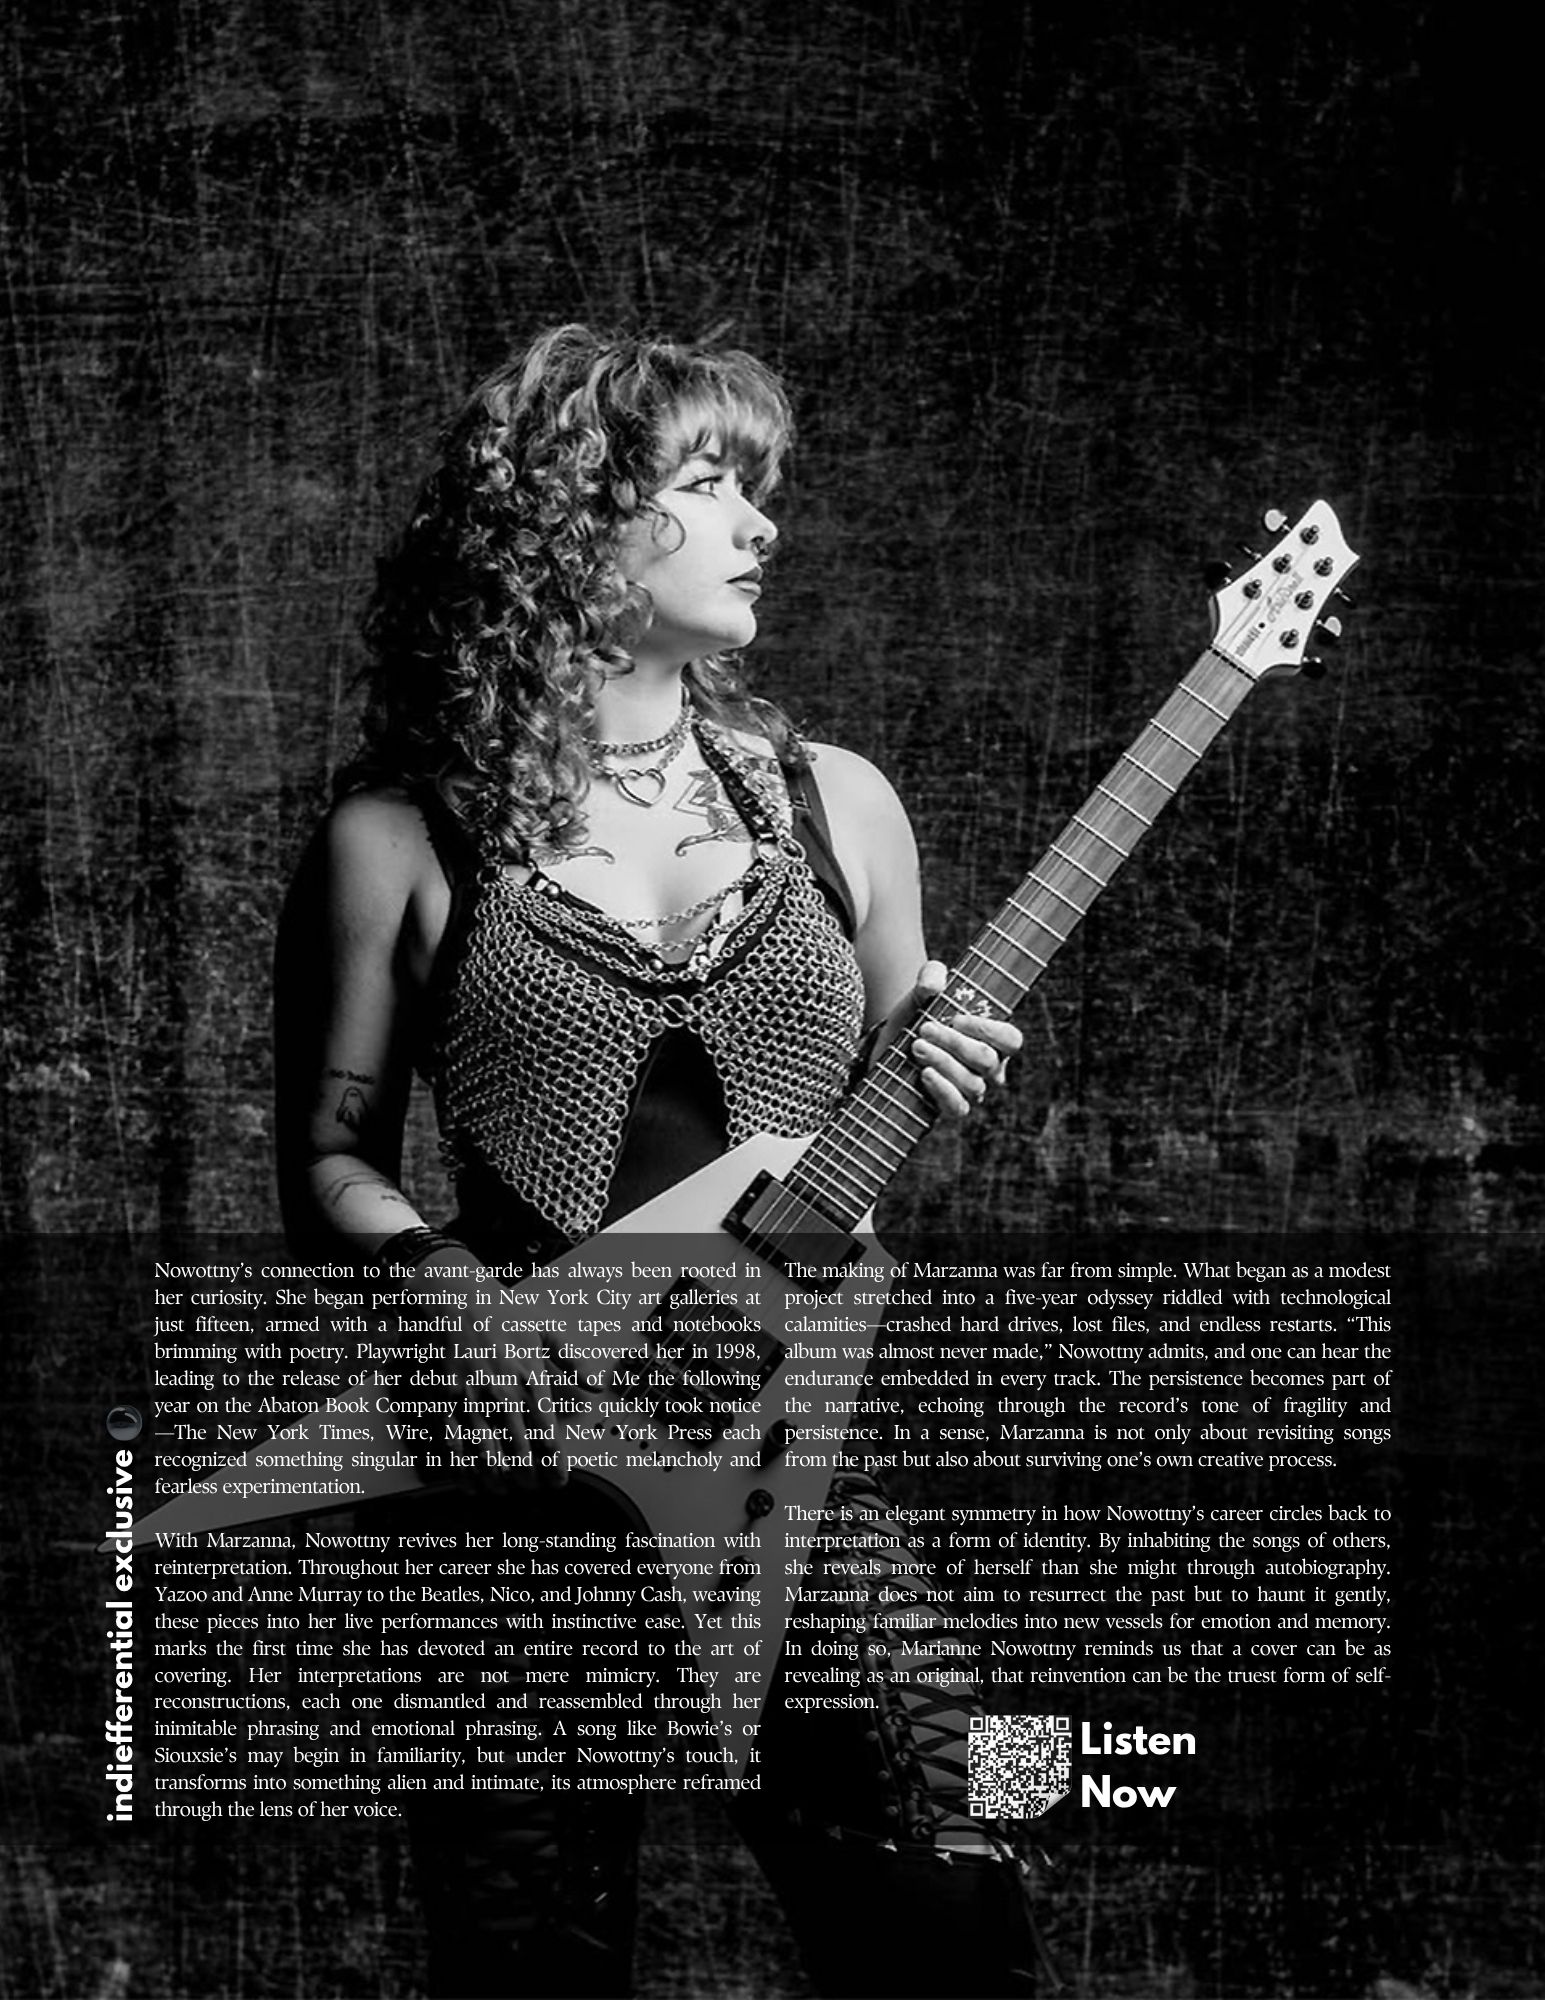 Nowottny’s connection to the avant-garde has always been rooted in
her curiosity. She began performing in New York City art galleries at
just fifteen, armed with a handful of cassette tapes and notebooks
brimming with poetry. Playwright Lauri Bortz discovered her in 1998,
leading to the release of her debut album Afraid of Me the following
year on the Abaton Book Company imprint. Critics quickly took notice
—The New York Times, Wire, Magnet, and New York Press each
recognized something singular in her blend of poetic melancholy and
fearless experimentation.
With Marzanna, Nowottny revives her long-standing fascination with
reinterpretation. Throughout her career she has covered everyone from
Yazoo and Anne Murray to the Beatles, Nico, and Johnny Cash, weaving
these pieces into her live performances with instinctive ease. Yet this
marks the first time she has devoted an entire record to the art of
covering. Her interpretations are not mere mimicry. They are
reconstructions, each one dismantled and reassembled through her
inimitable phrasing and emotional phrasing. A song like Bowie’s or
Siouxsie’s may begin in familiarity, but under Nowottny’s touch, it
transforms into something alien and intimate, its atmosphere reframed
through the lens of her voice.
The making of Marzanna was far from simple. What began as a modest
project stretched into a five-year odyssey riddled with technological
calamities—crashed hard drives, lost files, and endless restarts. “This
album was almost never made,” Nowottny admits, and one can hear the
endurance embedded in every track. The persistence becomes part of
the narrative, echoing through the record’s tone of fragility and
persistence. In a sense, Marzanna is not only about revisiting songs
from the past but also about surviving one’s own creative process.
There is an elegant symmetry in how Nowottny’s career circles back to
interpretation as a form of identity. By inhabiting the songs of others,
she reveals more of herself than she might through autobiography.
Marzanna does not aim to resurrect the past but to haunt it gently,
reshaping familiar melodies into new vessels for emotion and memory.
In doing so, Marianne Nowottny reminds us that a cover can be as
revealing as an original, that reinvention can be the truest form of self-
expression.
Listen
Now
indiefferential exclusive